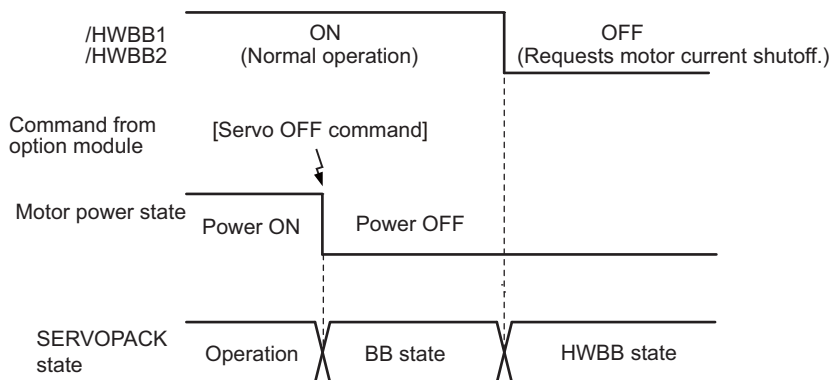 /HWBB1
/HWBB2
ON
(Normal operation)
OFF
(Requests motor current shutoff.)
Command from
option module
[Servo OFF command]
Motor power state
Power ON
Power OFF
SERVOPACK
state
Operation
BB state
HWBB state